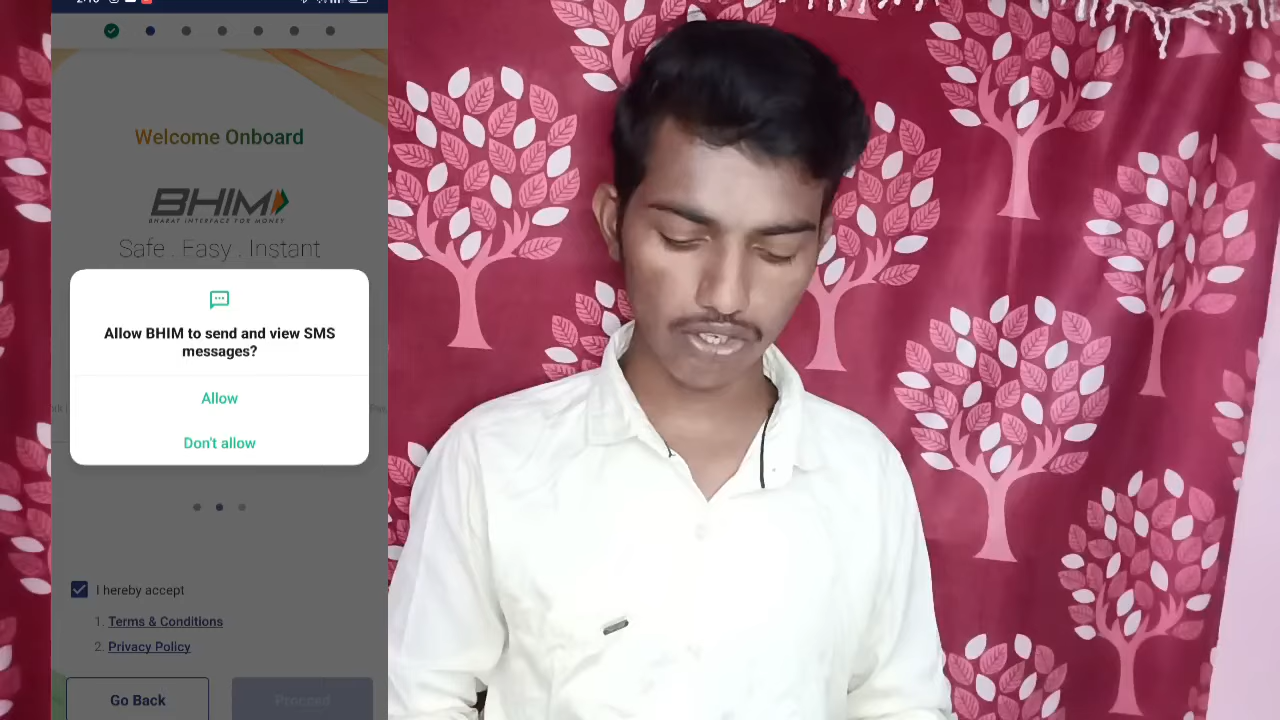 Welcome Onboard
BHIM
BHARAT INTERFACE FOR MONEY
Safe . Easy . Instant
Allow BHIM to send and view SMS
messages?
Allow
Don't allow
I hereby accept
1. Terms & Conditions
2. Privacy Policy
Go Back
Proceed